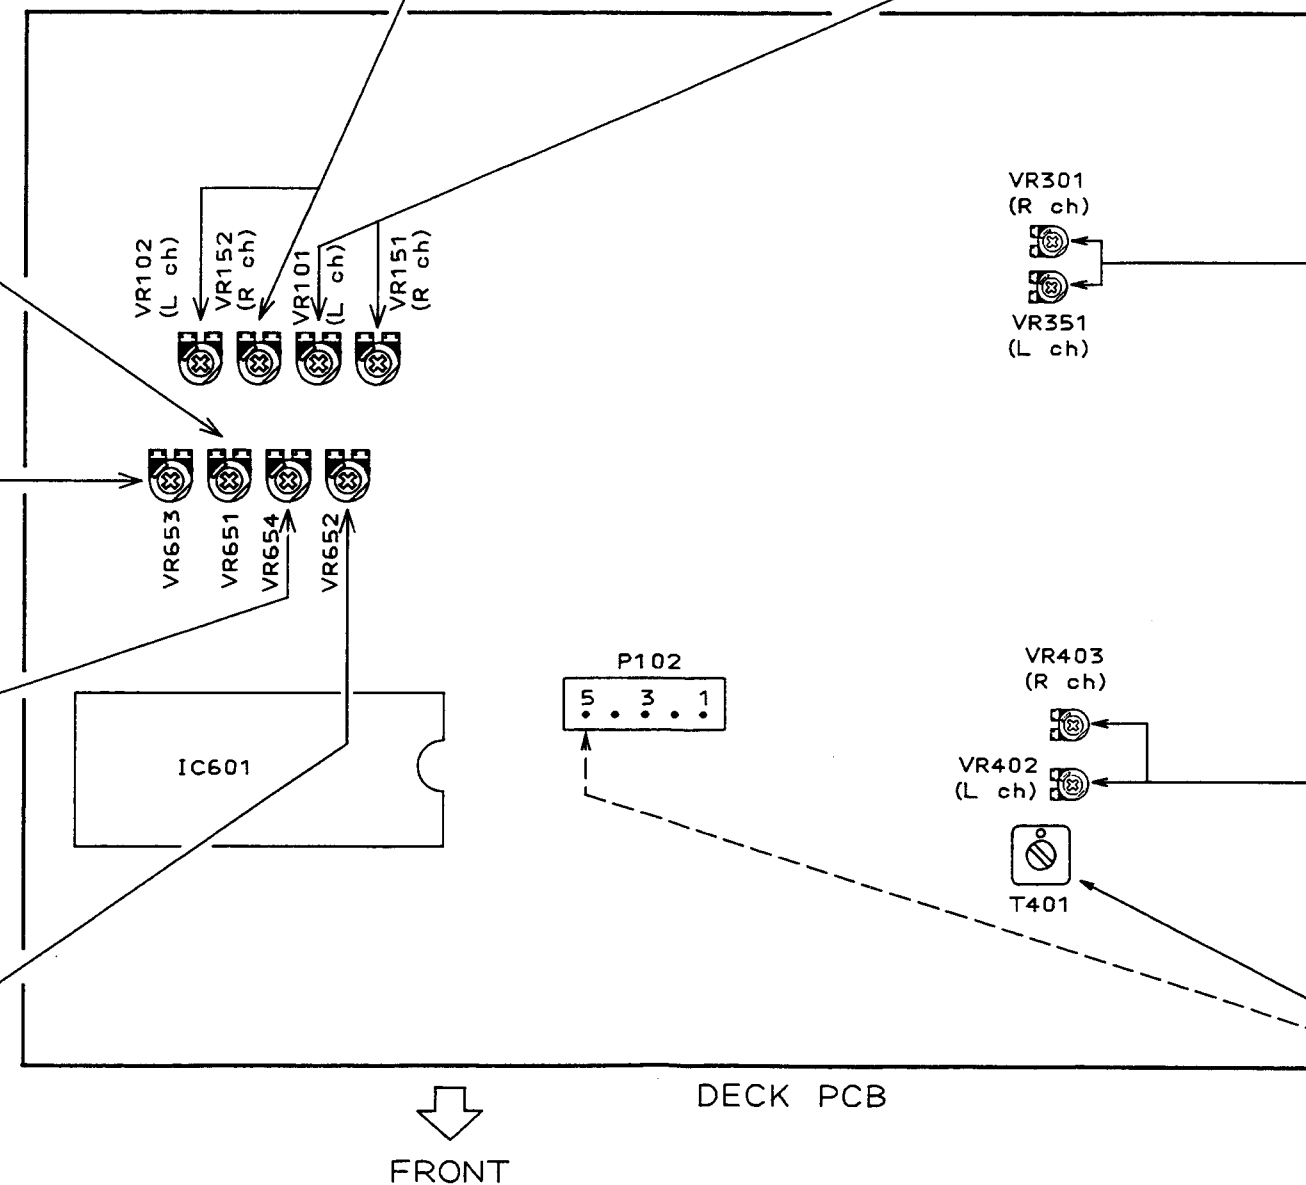 VR301
(R ch)
VR102
(L ch)
VR152
(R ch)
VR101
(L ch)
VR151
(R ch)
VR351
(L ch)
VR653
VR651
VR654
VR652
P102
5 3 1
VR403
(R ch)
IC601
VR402
(L ch)
T401
DECK PCB
FRONT